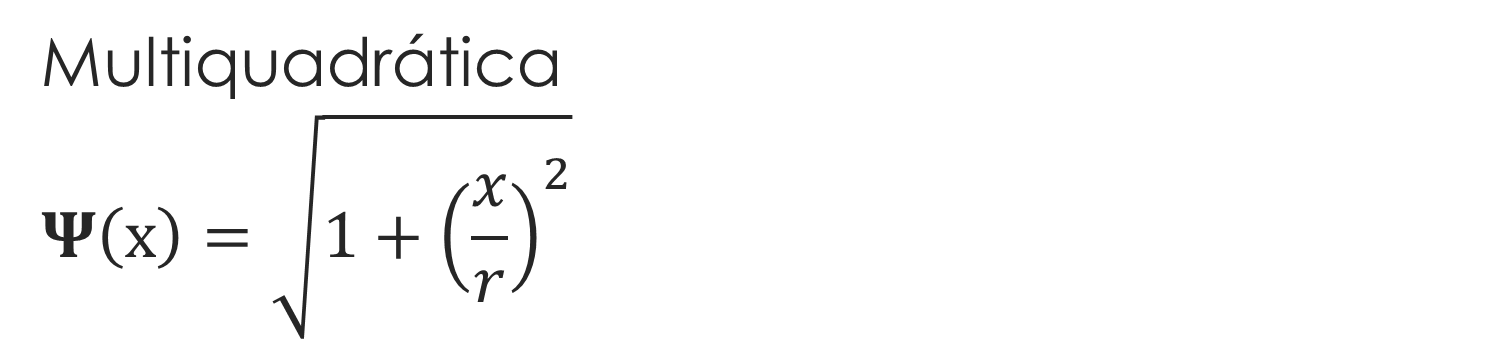 Multiquadrática
𝚿(x) = √(1 + (x/r)²)